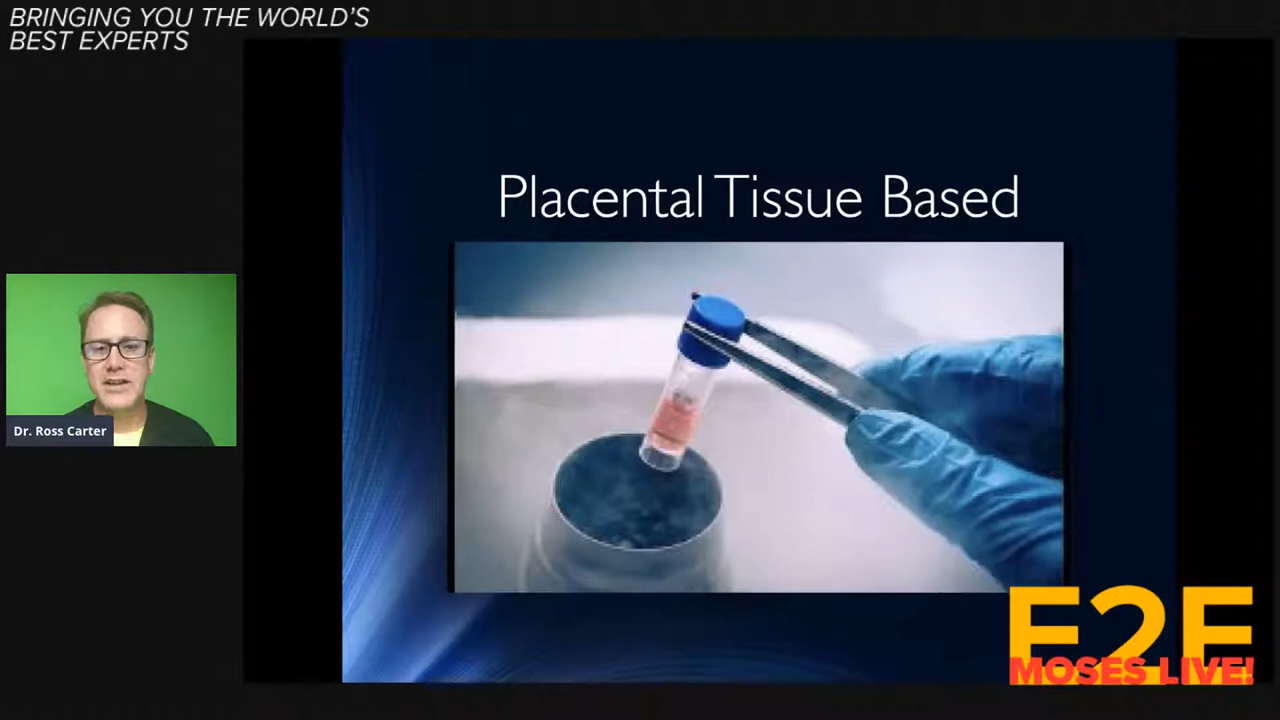 BRINGING YOU THE WORLD'S
BEST EXPERTS
Placental Tissue Based
Dr. Ross Carter
E2E
MOSES LIVE!